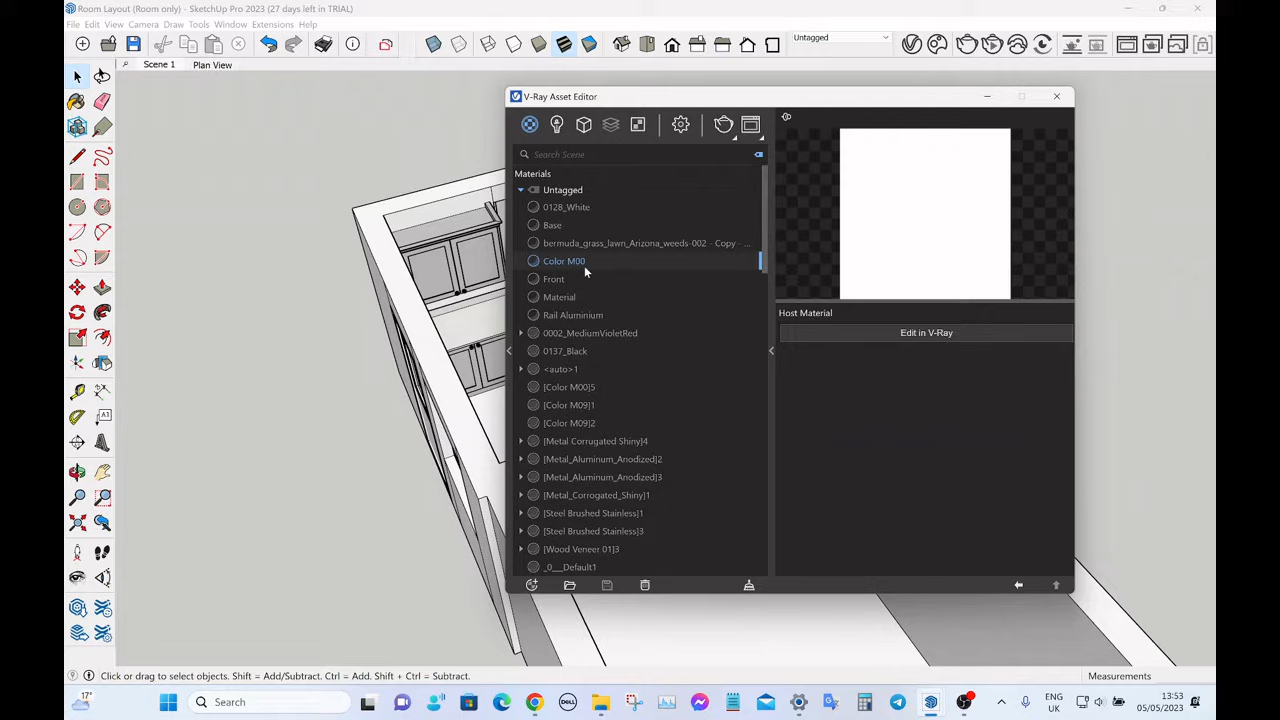 Room Layout (Room only) - SketchUp Pro 2023 (27 days left in TRIAL)
File Edit View Camera Draw Tools Window Extensions Help
Untagged
Scene 1 Plan View
V-Ray Asset Editor
Search Scene
Materials
Untagged
0128_White
Base
bermuda_grass_lawn_Arizona_weeds-002 - Copy - ...
Color M00
Front
Material
Rail Aluminium
0002_MediumVioletRed
0137_Black
<auto>1
[Color M00]5
[Color M09]1
[Color M09]2
[Metal Corrugated Shiny]4
[Metal_Aluminum_Anodized]2
[Metal_Aluminum_Anodized]3
[Metal_Corrogated_Shiny]1
[Steel Brushed Stainless]1
[Steel Brushed Stainless]3
[Wood Veneer 01]3
_0___Default1
Host Material
Edit in V-Ray
Click or drag to select objects. Shift = Add/Subtract. Ctrl = Add. Shift + Ctrl = Subtract.
Measurements
17°
Search
DELL
ENG
UK
13:53
05/05/2023